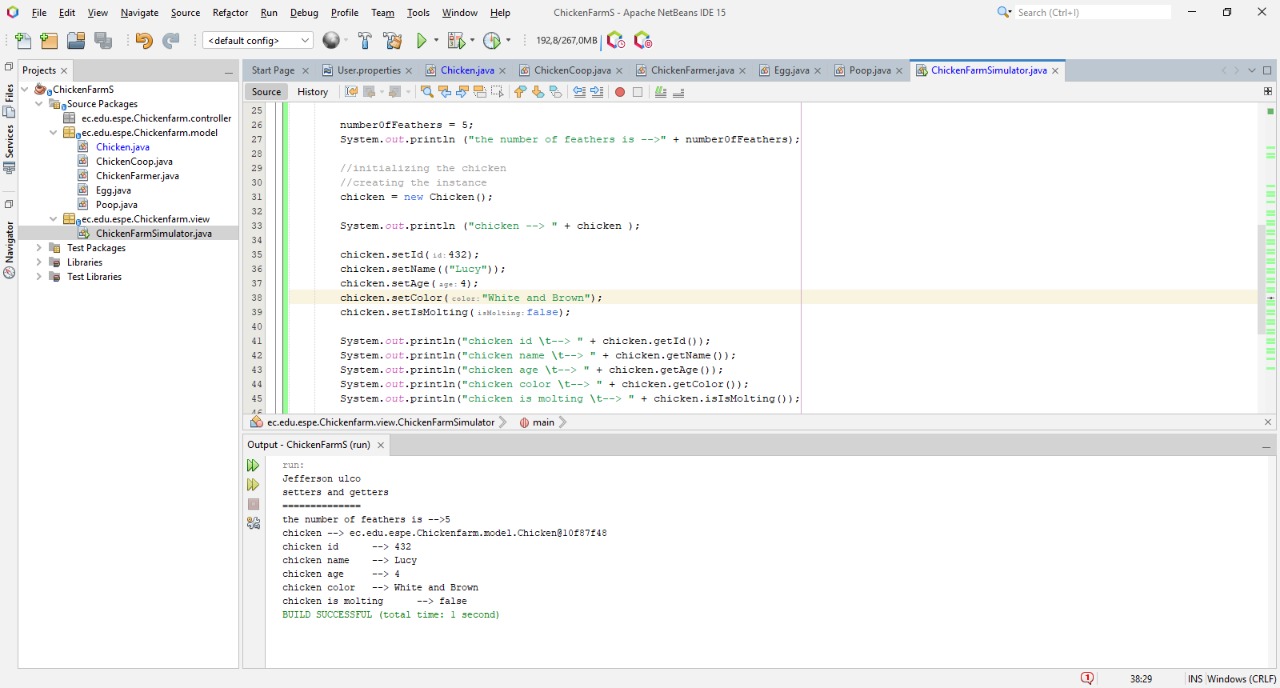 File Edit View Navigate Source Refactor Run Debug Profile Team Tools Window Help ChickenFarmS - Apache NetBeans IDE 15 Search (Ctrl+I)
<default config> 192,8/267,0MB
Projects
Files
Services
Navigator
ChickenFarmS
Source Packages
ec.edu.espe.Chickenfarm.controller
ec.edu.espe.Chickenfarm.model
Chicken.java
ChickenCoop.java
ChickenFarmer.java
Egg.java
Poop.java
ec.edu.espe.Chickenfarm.view
ChickenFarmSimulator.java
Test Packages
Libraries
Test Libraries
Start Page User.properties Chicken.java ChickenCoop.java ChickenFarmer.java Egg.java Poop.java ChickenFarmSimulator.java
Source History
25
26 numberOfFeathers = 5;
27 System.out.println ("the number of feathers is -->" + numberOfFeathers);
28
29 //initializing the chicken
30 //creating the instance
31 chicken = new Chicken();
32
33 System.out.println ("chicken --> " + chicken );
34
35 chicken.setId(id:432);
36 chicken.setName(("Lucy"));
37 chicken.setAge(age:4);
38 chicken.setColor(color:"White and Brown");
39 chicken.setIsMolting(isMolting:false);
40
41 System.out.println("chicken id \t--> " + chicken.getId());
42 System.out.println("chicken name \t--> " + chicken.getName());
43 System.out.println("chicken age \t--> " + chicken.getAge());
44 System.out.println("chicken color \t--> " + chicken.getColor());
45 System.out.println("chicken is molting \t--> " + chicken.isIsMolting());
ec.edu.espe.Chickenfarm.view.ChickenFarmSimulator main
Output - ChickenFarmS (run)
run:
Jefferson ulco
setters and getters
==============
the number of feathers is -->5
chicken --> ec.edu.espe.Chickenfarm.model.Chicken@10f87f48
chicken id --> 432
chicken name --> Lucy
chicken age --> 4
chicken color --> White and Brown
chicken is molting --> false
BUILD SUCCESSFUL (total time: 1 second)
1 38:29 INS Windows (CRLF)